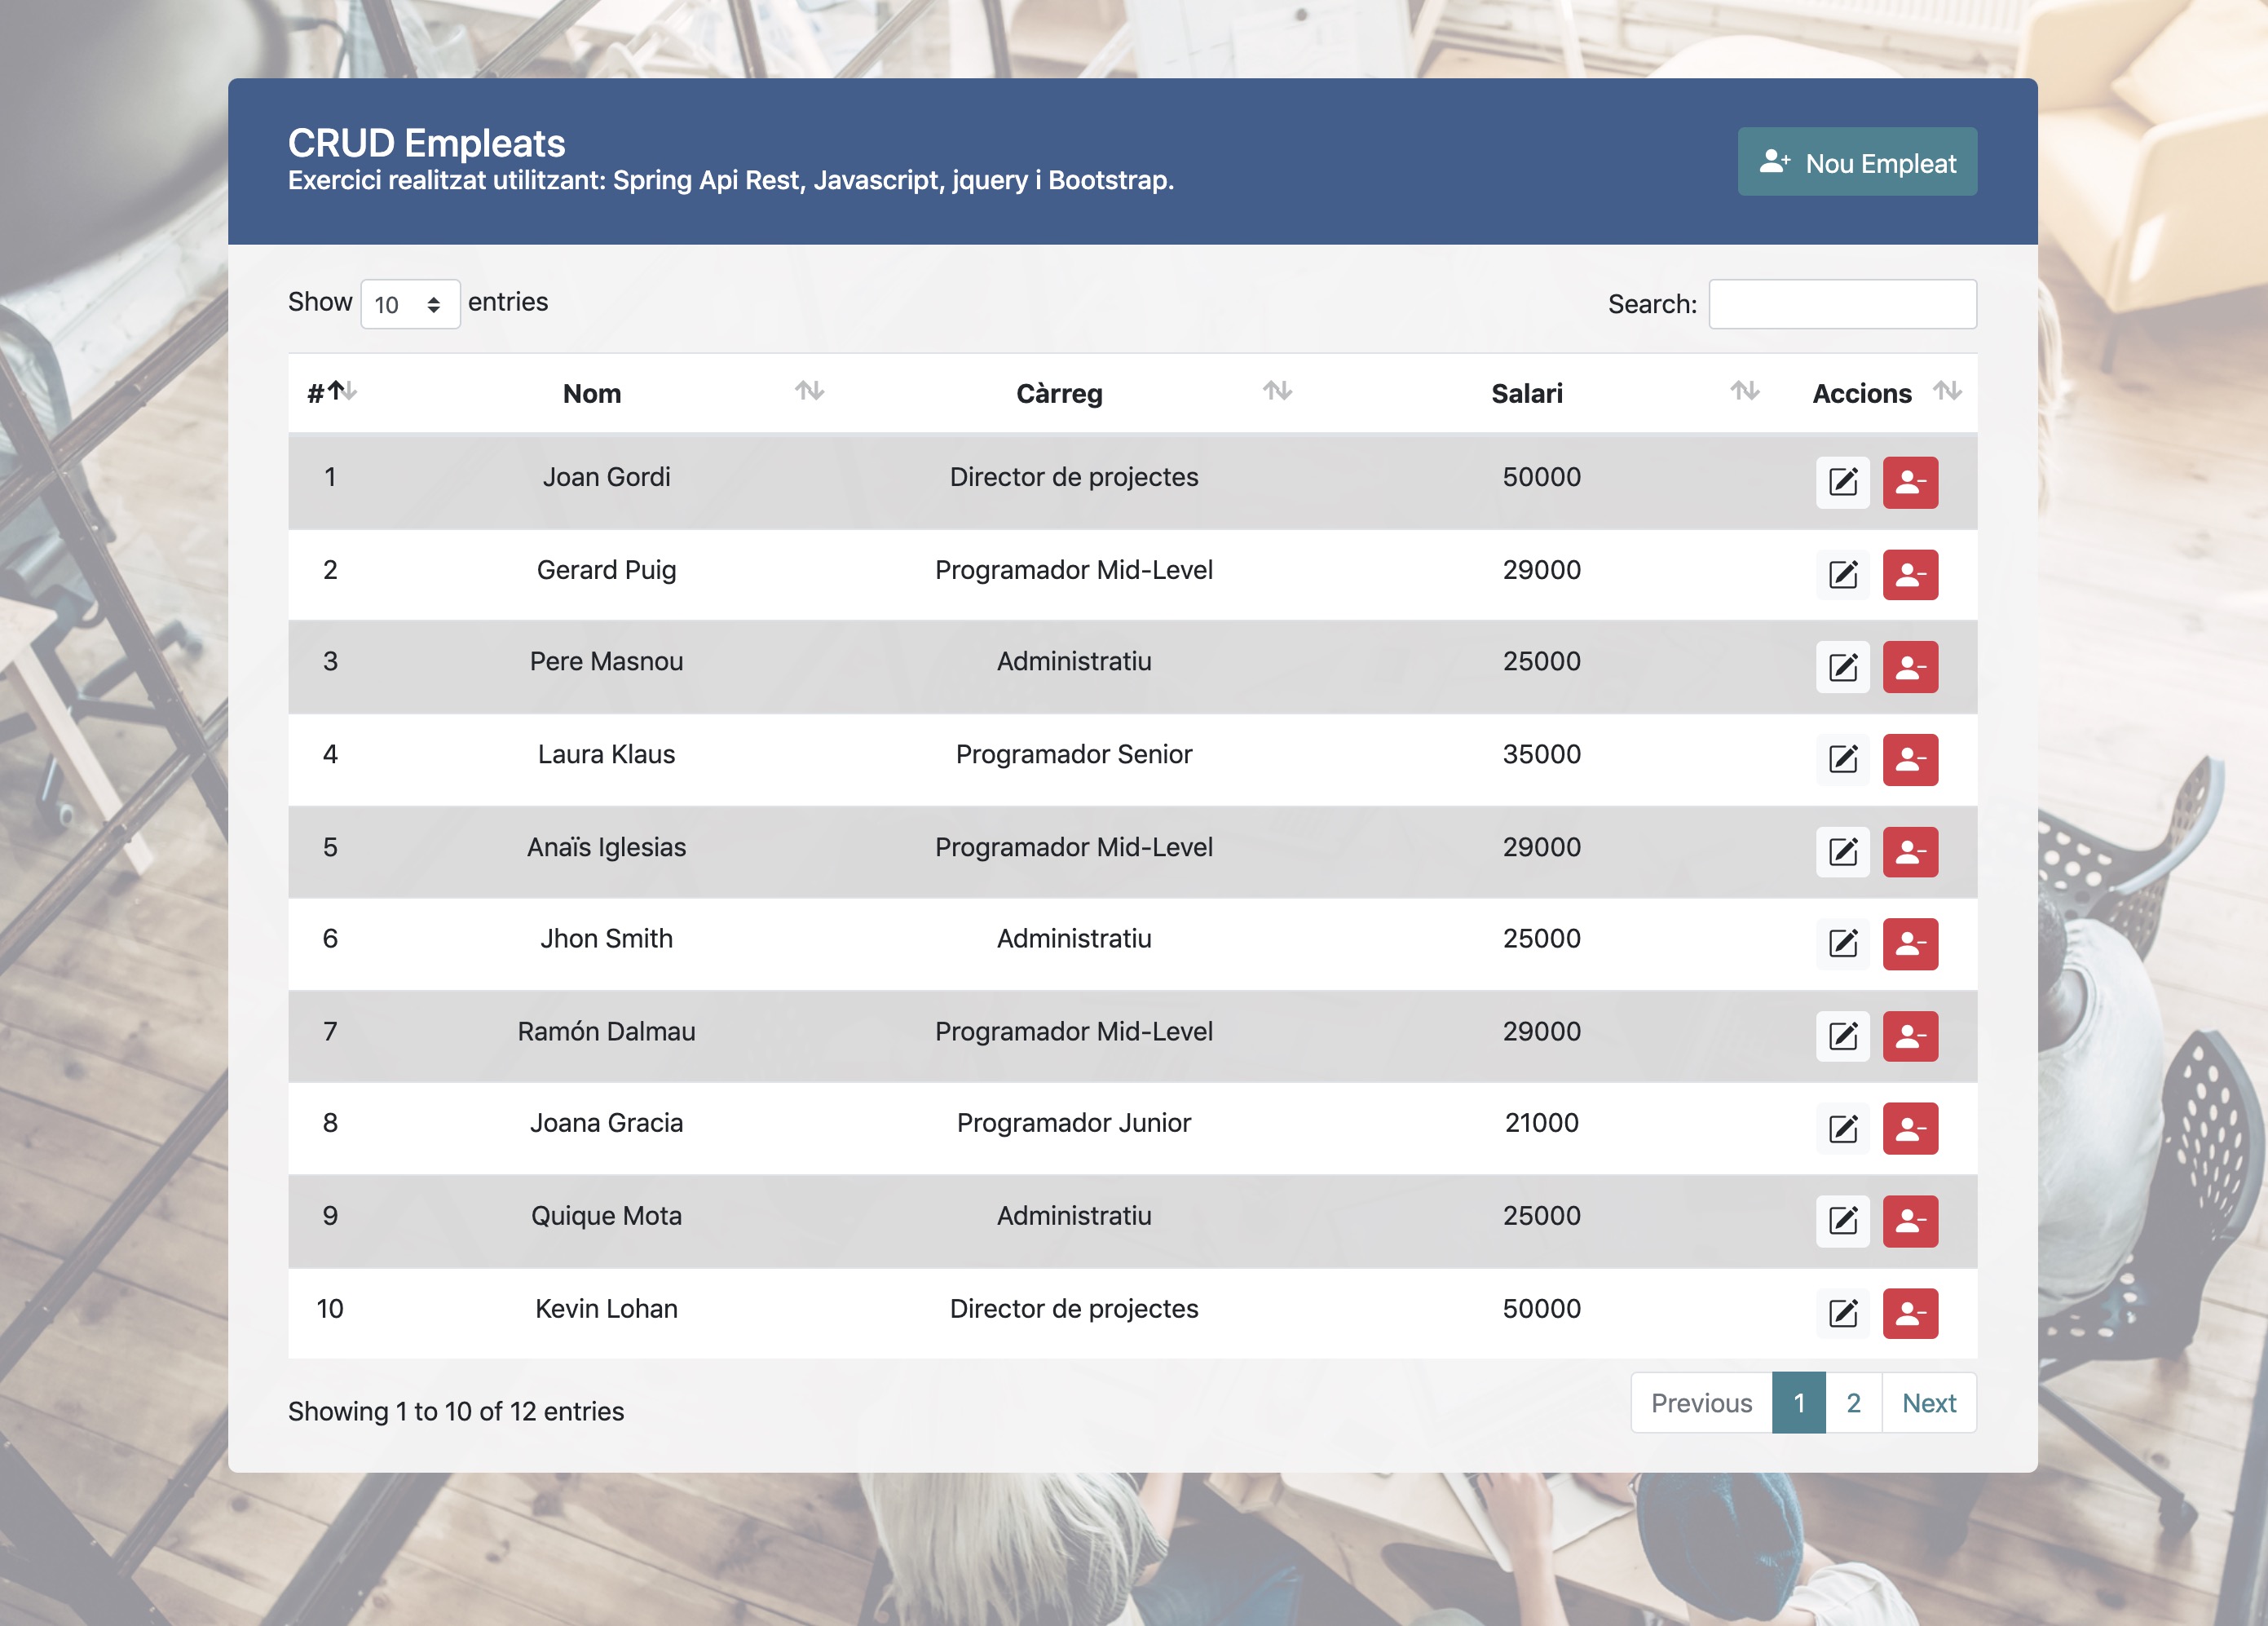 CRUD Empleats
Exercici realitzat utilitzant: Spring Api Rest, Javascript, jquery i Bootstrap.
Nou Empleat
Show 10 entries
Search:
# Nom Càrreg Salari Accions
1 Joan Gordi Director de projectes 50000
2 Gerard Puig Programador Mid-Level 29000
3 Pere Masnou Administratiu 25000
4 Laura Klaus Programador Senior 35000
5 Anaïs Iglesias Programador Mid-Level 29000
6 Jhon Smith Administratiu 25000
7 Ramón Dalmau Programador Mid-Level 29000
8 Joana Gracia Programador Junior 21000
9 Quique Mota Administratiu 25000
10 Kevin Lohan Director de projectes 50000
Showing 1 to 10 of 12 entries
Previous 1 2 Next